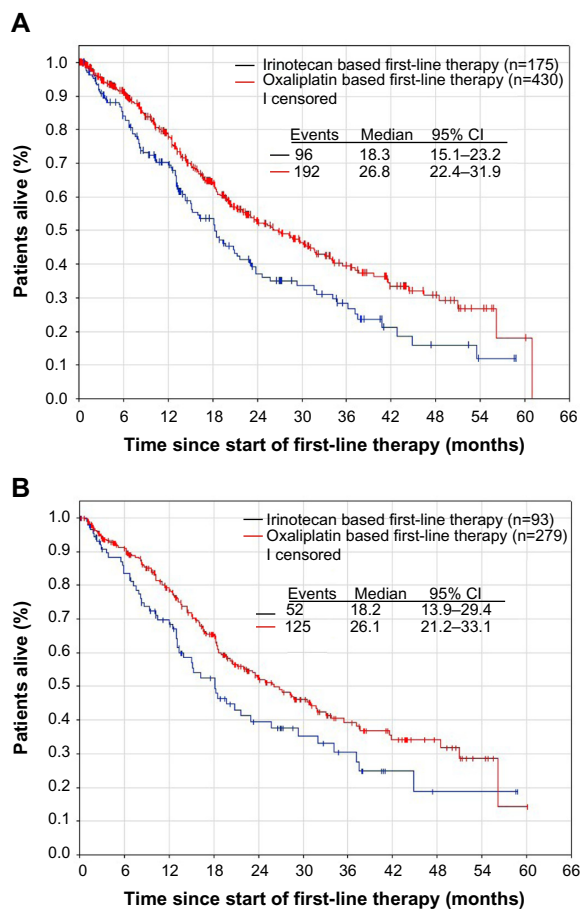 A
Irinotecan based first-line therapy (n=175)
Oxaliplatin based first-line therapy (n=430)
I censored
Events Median 95% CI
96 18.3 15.1–23.2
192 26.8 22.4–31.9
Patients alive (%)
1.0
0.9
0.8
0.7
0.6
0.5
0.4
0.3
0.2
0.1
0.0
0 6 12 18 24 30 36 42 48 54 60 66
Time since start of first-line therapy (months)
B
Irinotecan based first-line therapy (n=93)
Oxaliplatin based first-line therapy (n=279)
I censored
Events Median 95% CI
52 18.2 13.9–29.4
125 26.1 21.2–33.1
Patients alive (%)
1.0
0.9
0.8
0.7
0.6
0.5
0.4
0.3
0.2
0.1
0.0
0 6 12 18 24 30 36 42 48 54 60 66
Time since start of first-line therapy (months)